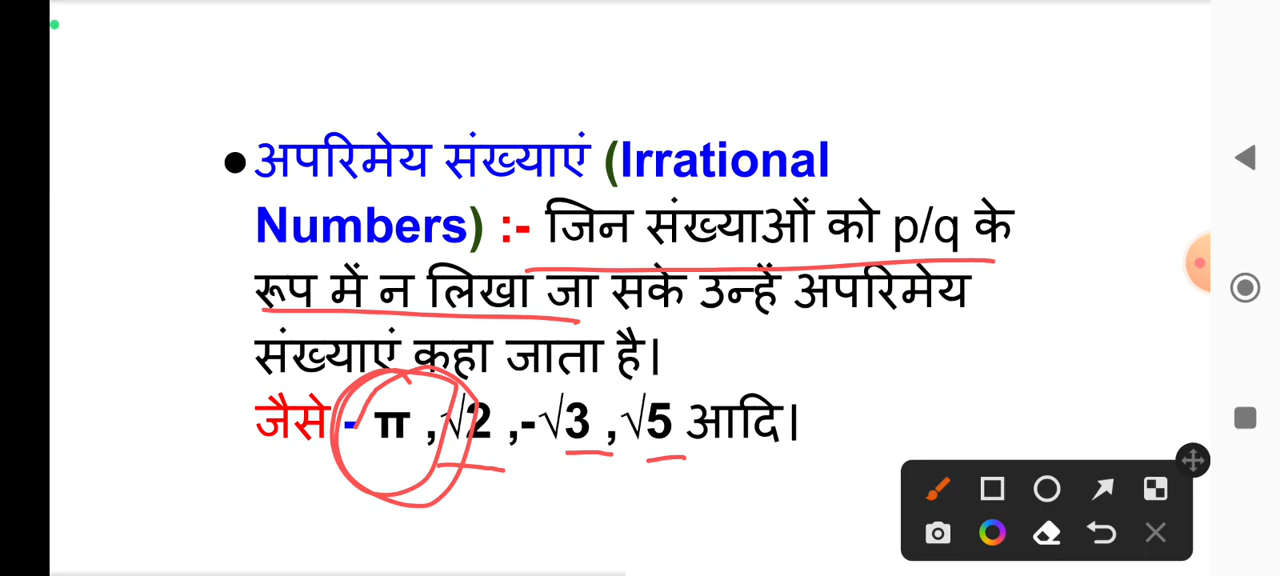 ●अपरिमेय संख्याएं (Irrational
Numbers) :- जिन संख्याओं को p/q के
रूप में न लिखा जा सके उन्हें अपरिमेय
संख्याएं कहा जाता है।
जैसे - π ,√2 ,-√3 ,√5 आदि।